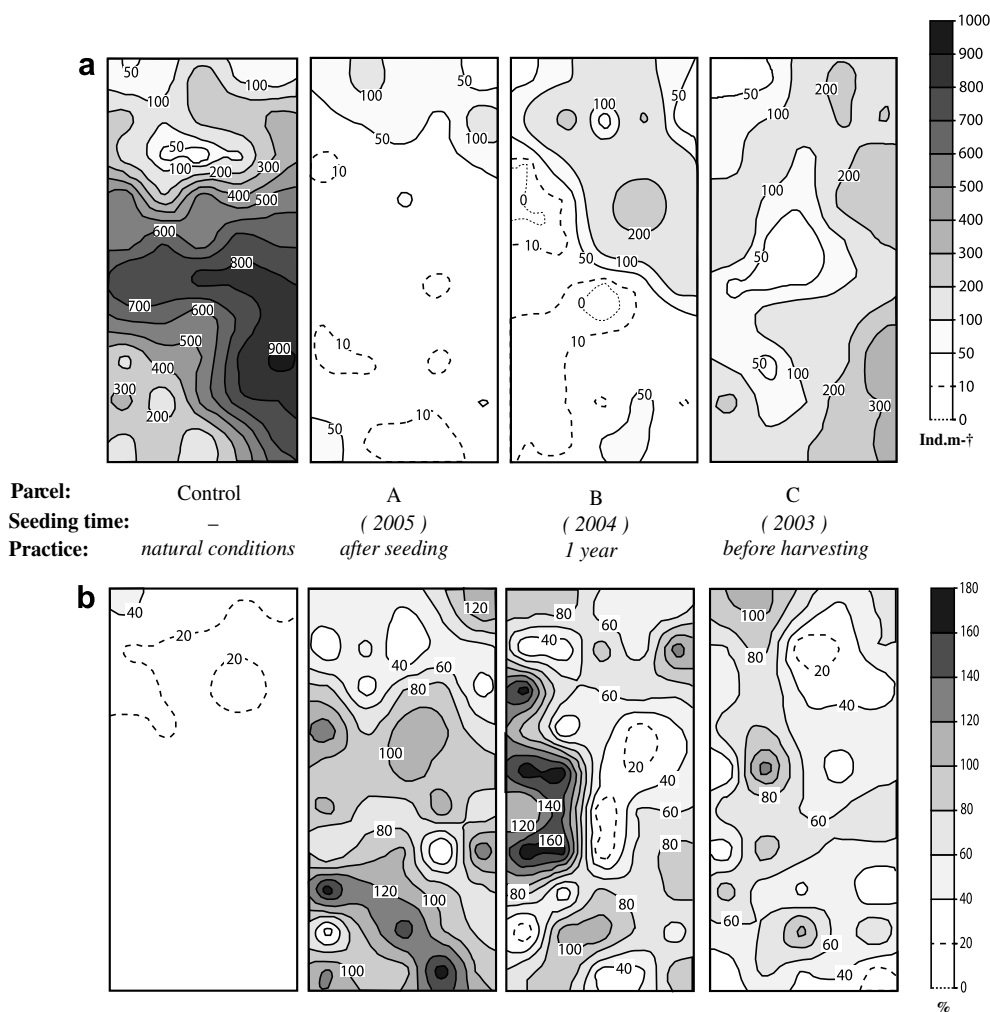 a
50 100 100 50 100 200 300 400 500 600 800 700 600 500 900 400 300 200
50 100 50 100 10 10 10 50
50 100 0 200 10 50 100 0 10 50
200 50 100 200 100 50 50 100 200 300
1000
900
800
700
600
500
400
300
200
100
50
10
0
Ind.m-†
Parcel: Control A B C
Seeding time: – ( 2005 ) ( 2004 ) ( 2003 )
Practice: natural conditions after seeding 1 year before harvesting
b
40 20 20
120 40 60 80 100 80 120 100 100
80 60 40 60 20 40 140 60 120 160 80 80 80 100 40
100 80 20 40 80 60 60 60 40
180
160
140
120
100
80
60
40
20
0
%